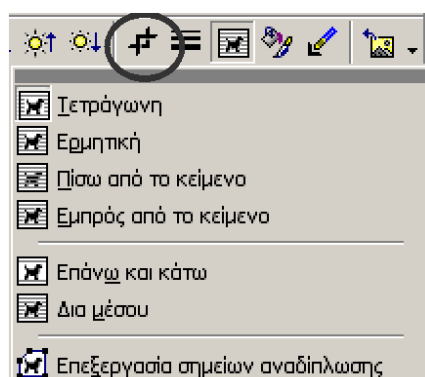 Τετράγωνη
Ερμητική
Πίσω από το κείμενο
Εμπρός από το κείμενο
Επάνω και κάτω
Δια μέσου
Επεξεργασία σημείων αναδίπλωσης